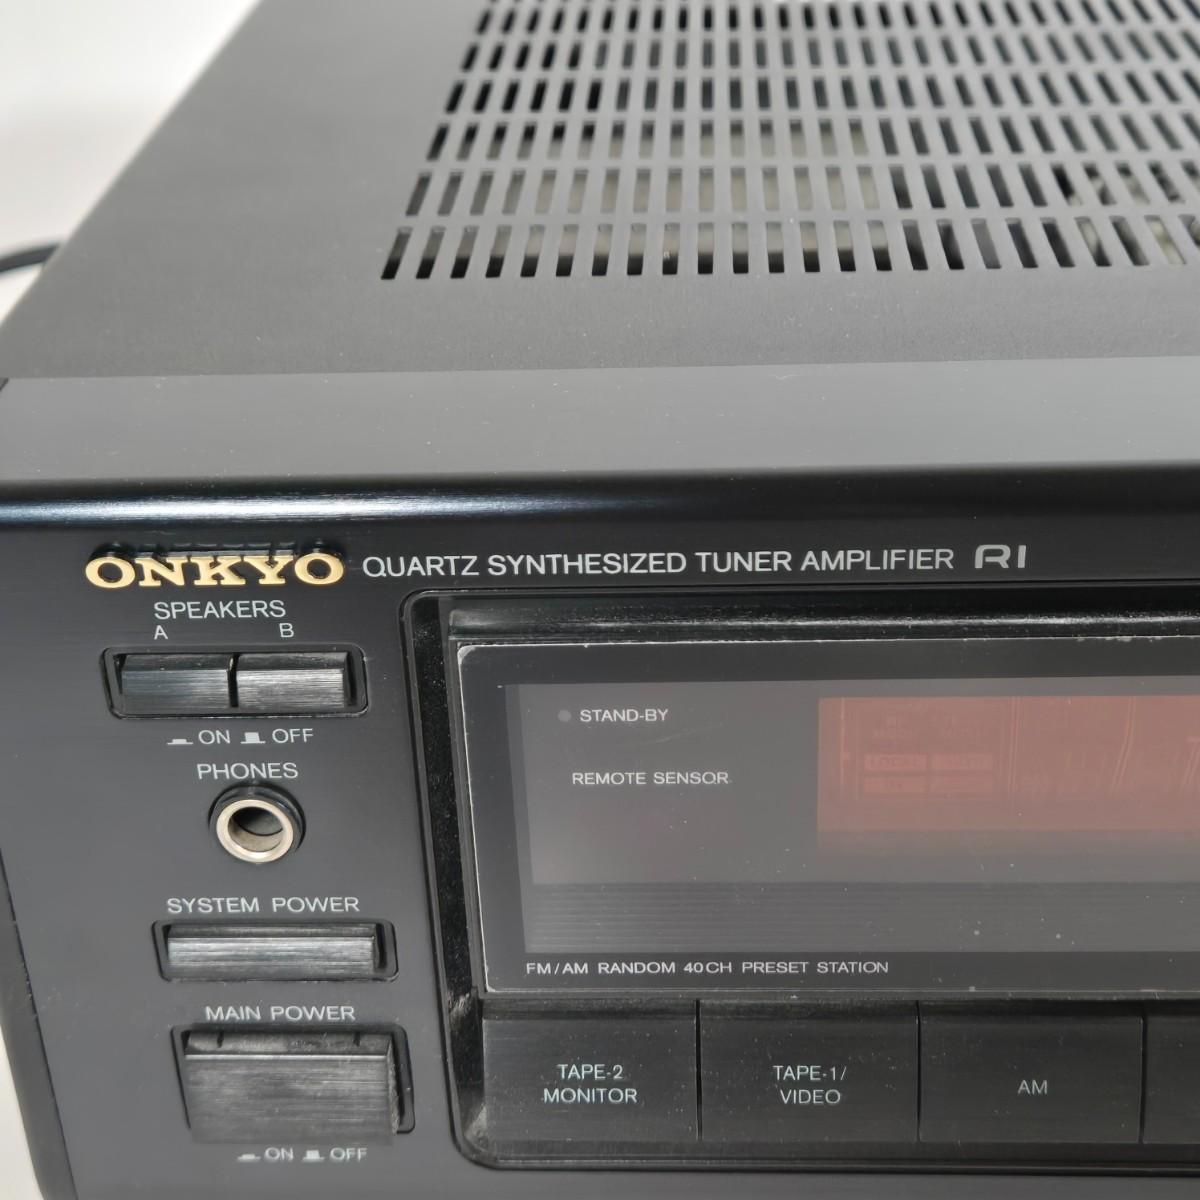 ONKYO QUARTZ SYNTHESIZED TUNER AMPLIFIER RI
SPEAKERS
A B
ON OFF
PHONES
SYSTEM POWER
MAIN POWER
ON OFF
STAND-BY
REMOTE SENSOR
FM/AM RANDOM 40CH PRESET STATION
TAPE-2
MONITOR
TAPE-1/
VIDEO
AM